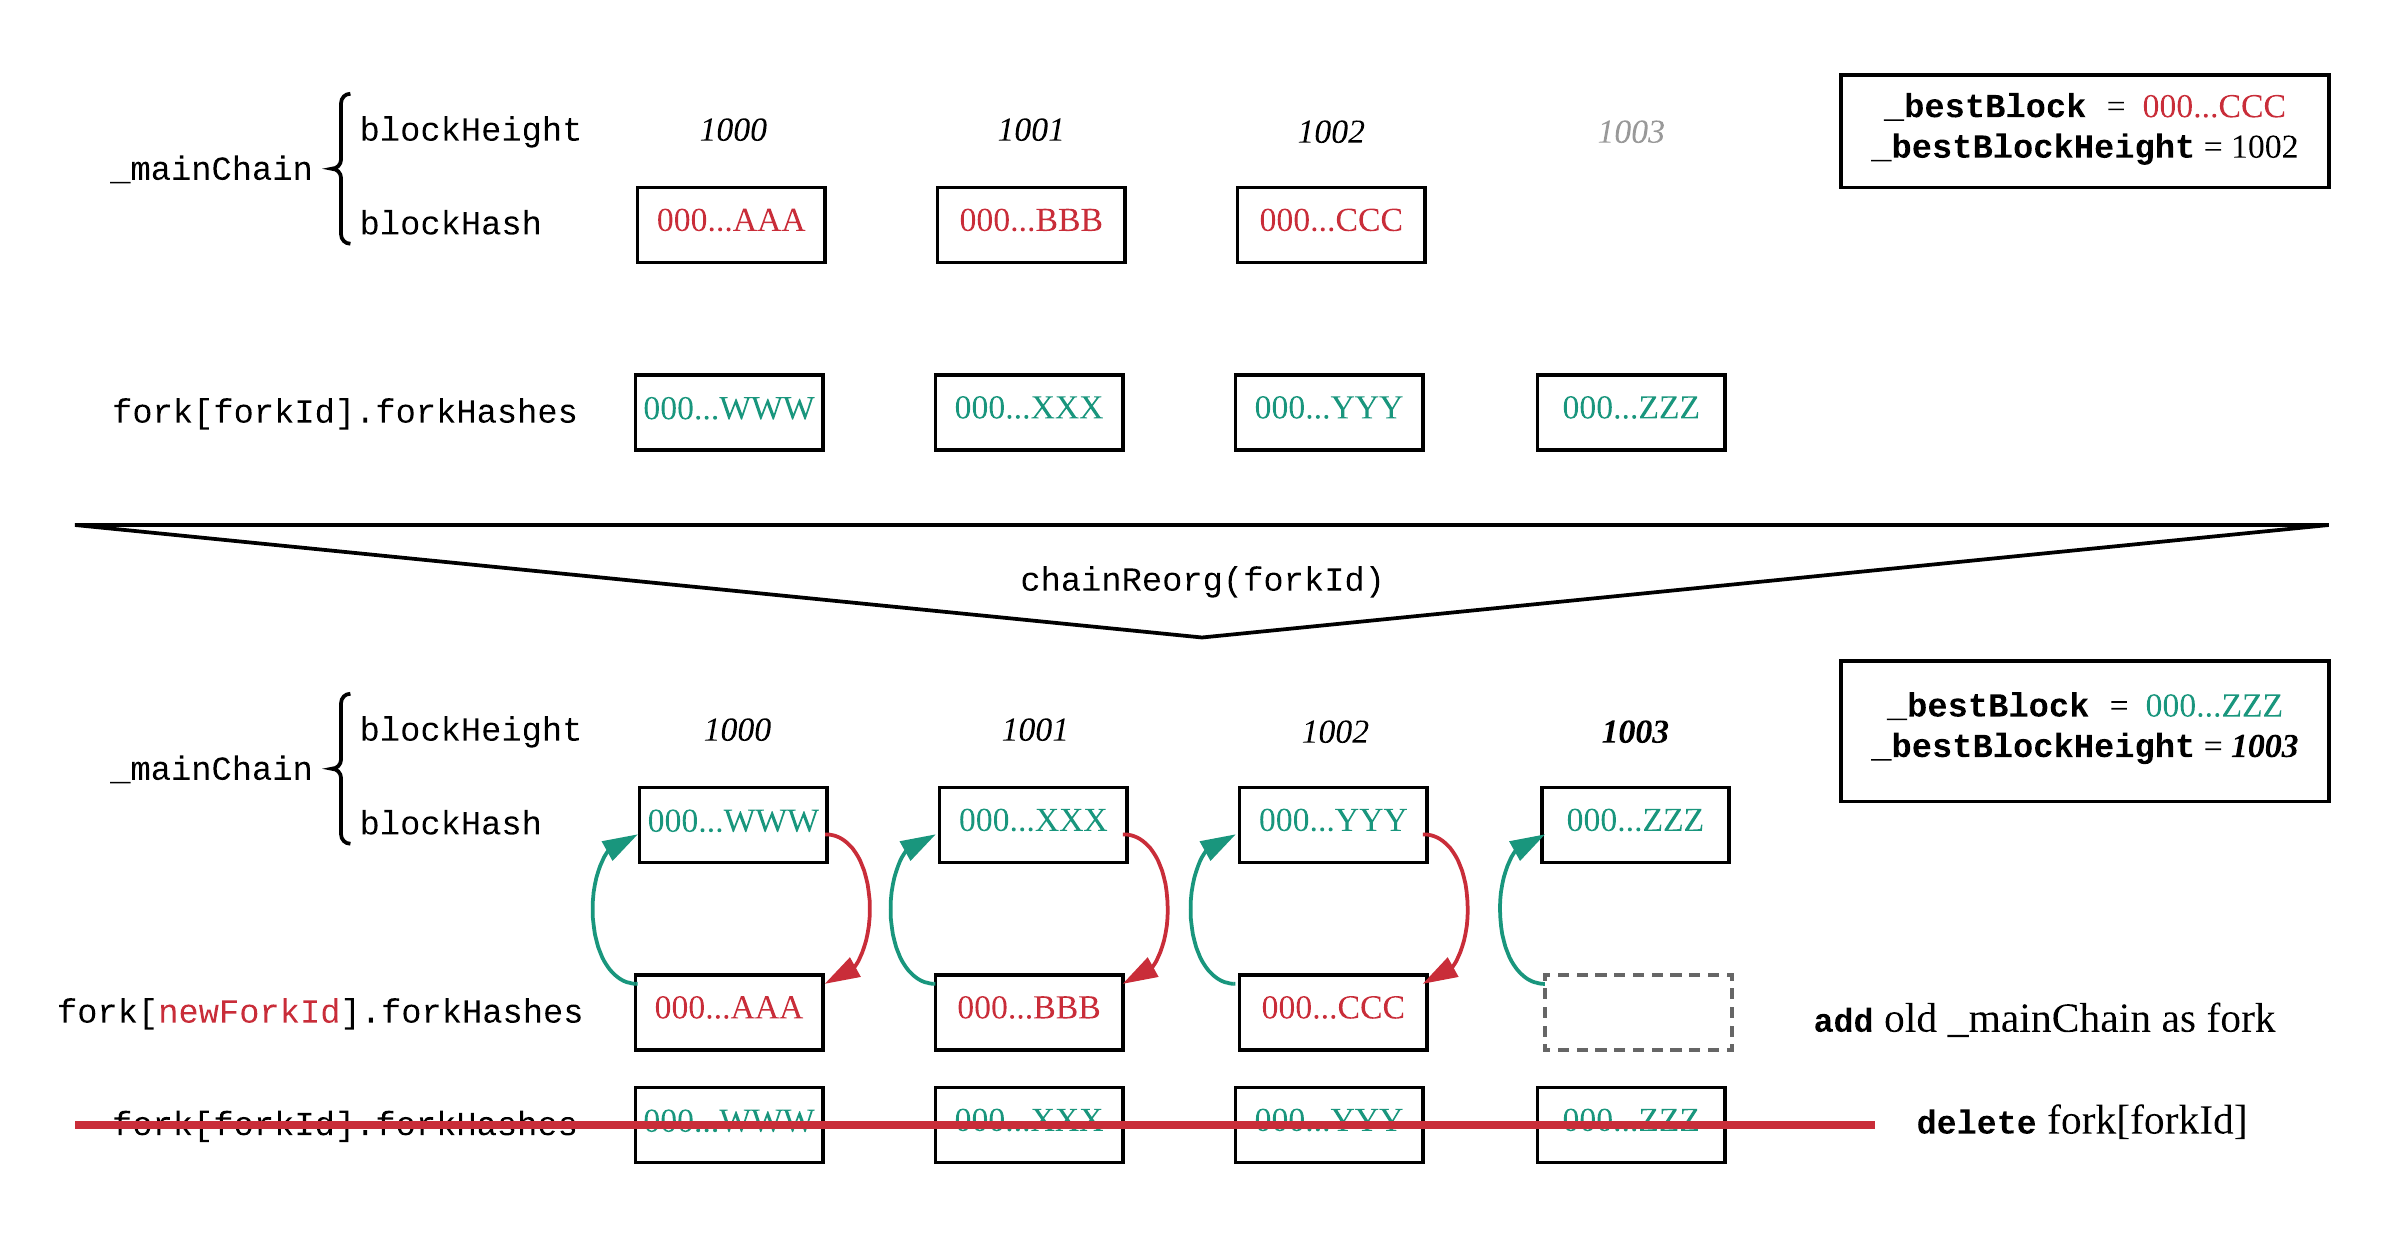 blockHeight 1000 1001 1002 1003
_mainChain
blockHash 000...AAA 000...BBB 000...CCC
_bestBlock = 000...CCC
_bestBlockHeight = 1002
fork[forkId].forkHashes 000...WWW 000...XXX 000...YYY 000...ZZZ
chainReorg(forkId)
blockHeight 1000 1001 1002 1003
_mainChain
blockHash 000...WWW 000...XXX 000...YYY 000...ZZZ
_bestBlock = 000...ZZZ
_bestBlockHeight = 1003
fork[newForkId].forkHashes 000...AAA 000...BBB 000...CCC
add old _mainChain as fork
fork[forkId].forkHashes 000...WWW 000...XXX 000...YYY 000...ZZZ
delete fork[forkId]